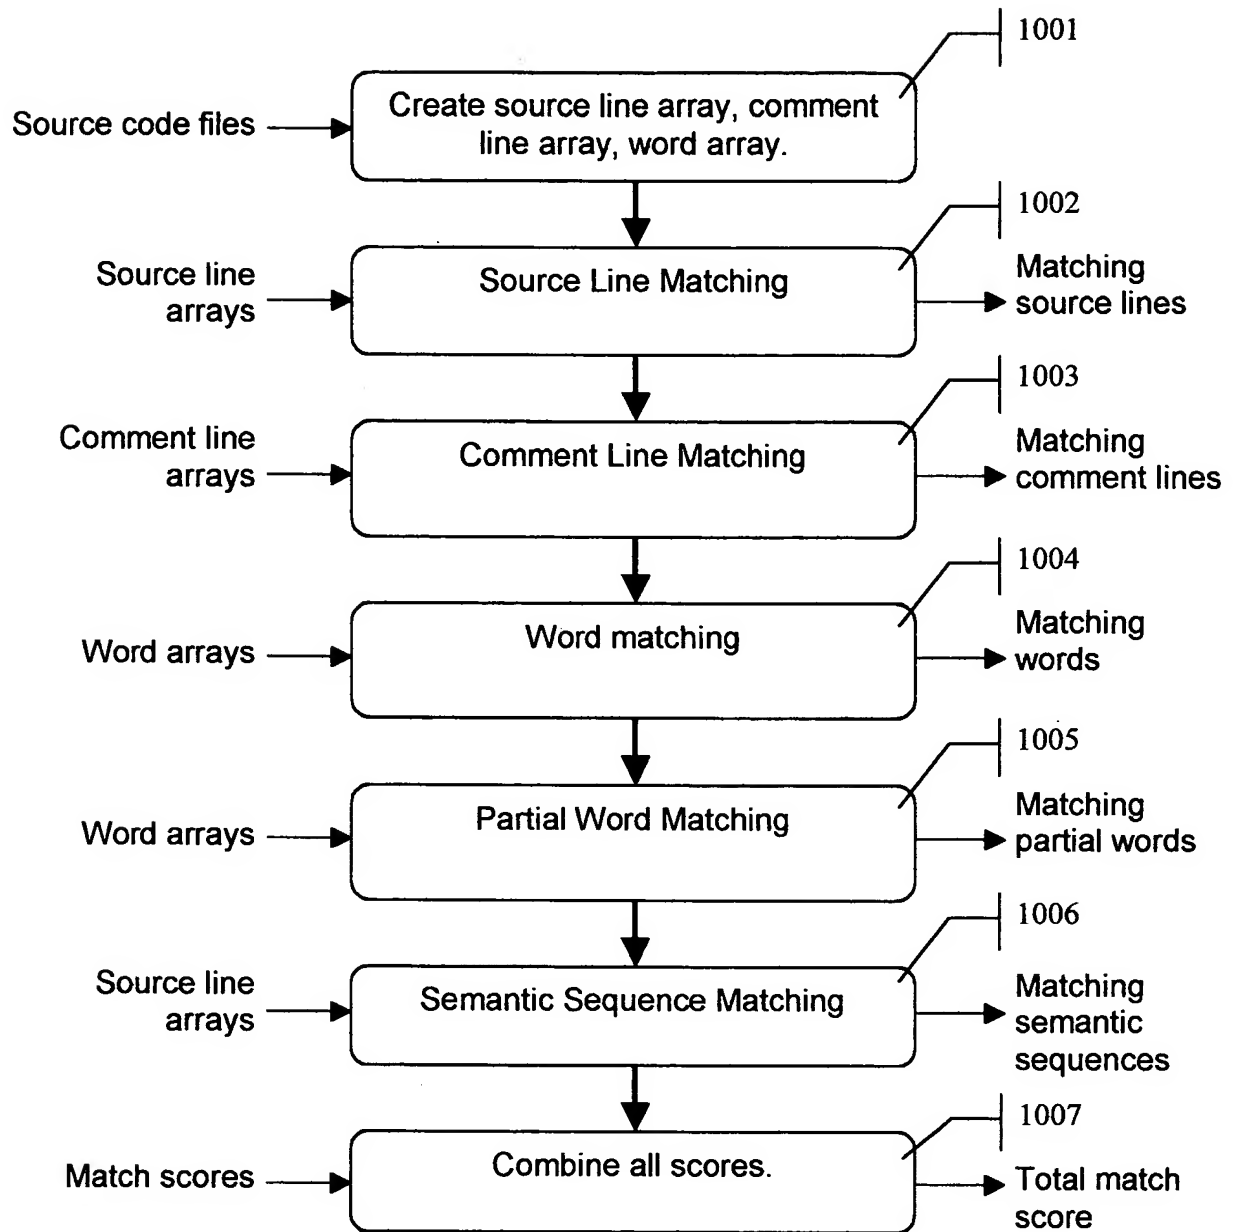 1001
Create source line array, comment
line array, word array.
Source code files
1002
Source line
arrays
Source Line Matching
Matching
source lines
1003
Comment line
arrays
Comment Line Matching
Matching
comment lines
1004
Word arrays
Word matching
Matching
words
1005
Word arrays
Partial Word Matching
Matching
partial words
1006
Source line
arrays
Semantic Sequence Matching
Matching
semantic
sequences
1007
Match scores
Combine all scores.
Total match
score